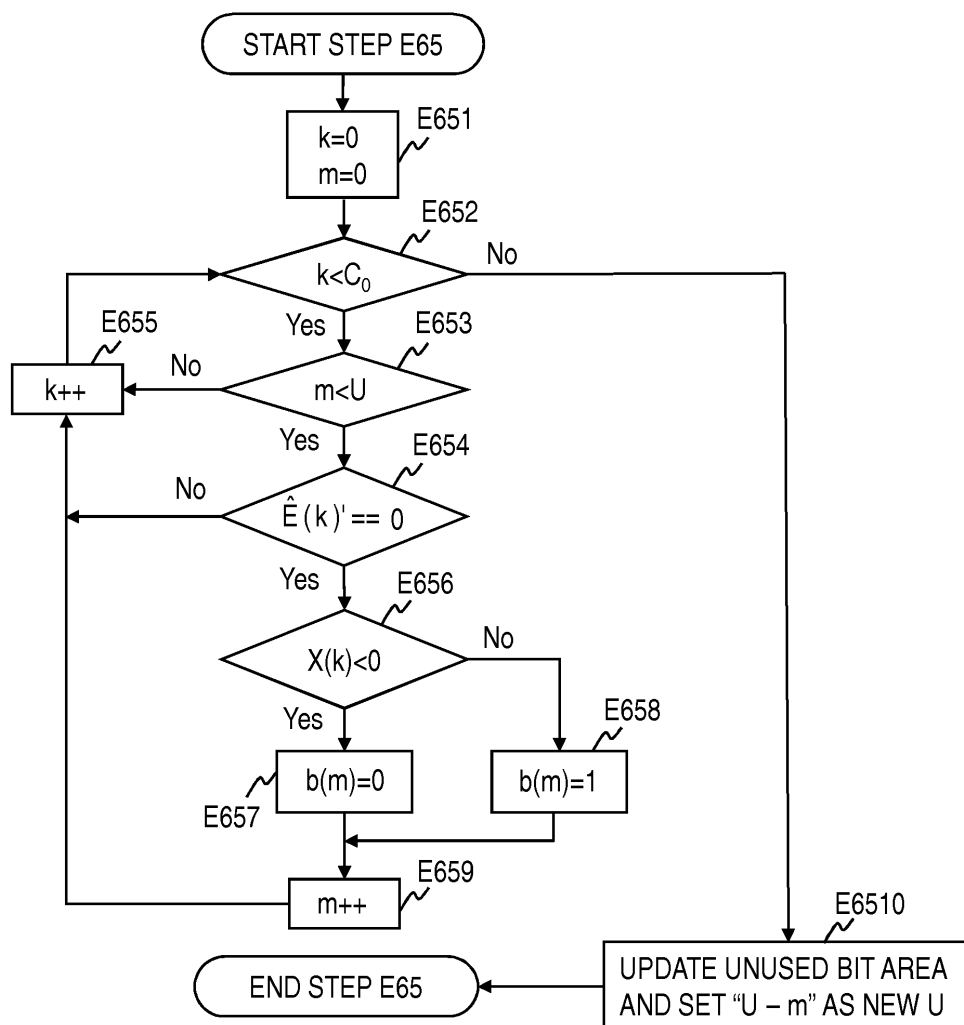 START STEP E65
E651
k=0
m=0
E652
k<C₀
No
Yes
E653
E655
k++
No
m<U
Yes
E654
No
Ê(k)'== 0
Yes
E656
X(k)<0
No
Yes
E658
b(m)=0
b(m)=1
E657
E659
m++
E6510
UPDATE UNUSED BIT AREA
AND SET “U – m” AS NEW U
END STEP E65